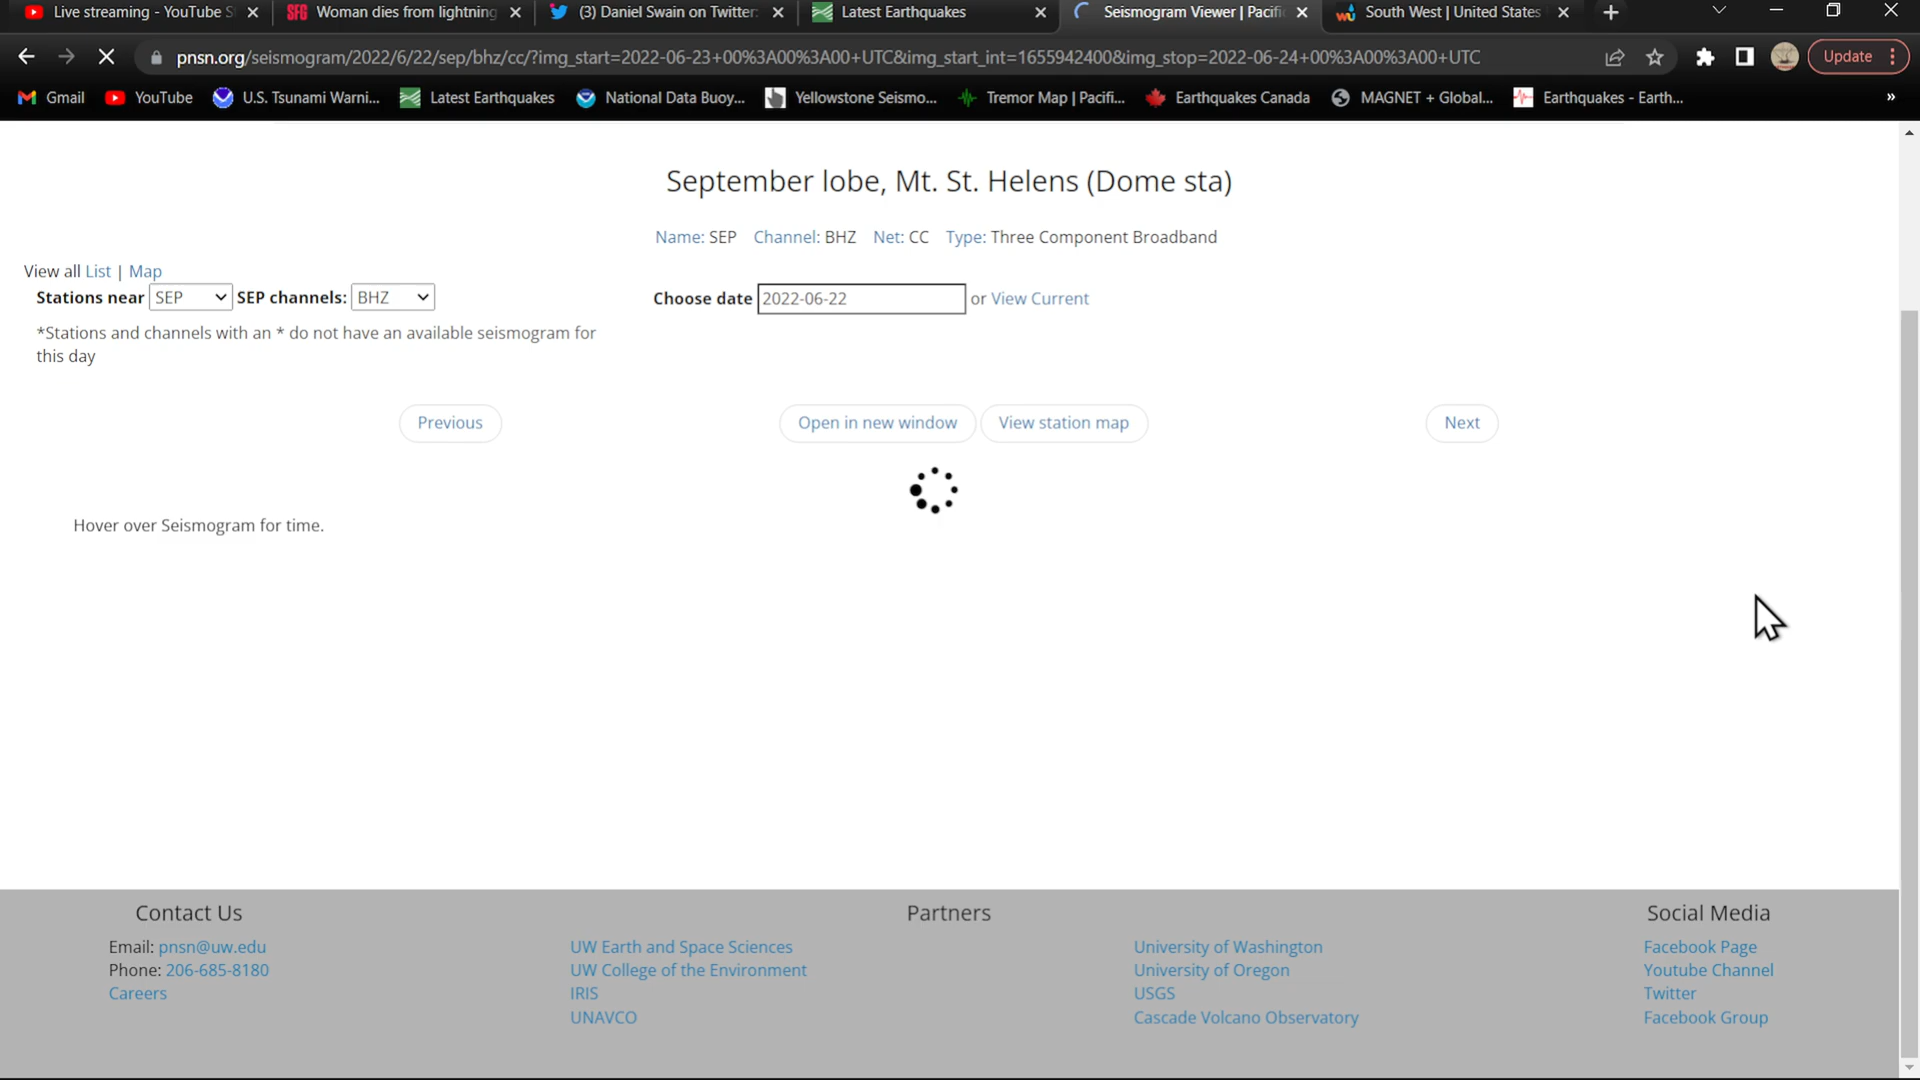 Live streaming - YouTube S
Woman dies from lightning
(3) Daniel Swain on Twitter:
Latest Earthquakes
Seismogram Viewer | Pacifi
South West | United States
pnsn.org/seismogram/2022/6/22/sep/bhz/cc/?img_start=2022-06-23+00%3A00%3A00+UTC&img_start_int=1655942400&img_stop=2022-06-24+00%3A00%3A00+UTC
Update
Gmail
YouTube
U.S. Tsunami Warni...
Latest Earthquakes
National Data Buoy...
Yellowstone Seismo...
Tremor Map | Pacifi...
Earthquakes Canada
MAGNET + Global...
Earthquakes - Earth...
»
September lobe, Mt. St. Helens (Dome sta)
Name: SEP Channel: BHZ Net: CC Type: Three Component Broadband
View all List | Map
Stations near SEP SEP channels: BHZ
Choose date 2022-06-22 or View Current
*Stations and channels with an * do not have an available seismogram for
this day
Previous
Open in new window
View station map
Next
Hover over Seismogram for time.
Contact Us
Email: pnsn@uw.edu
Phone: 206-685-8180
Careers
Partners
UW Earth and Space Sciences
UW College of the Environment
IRIS
UNAVCO
University of Washington
University of Oregon
USGS
Cascade Volcano Observatory
Social Media
Facebook Page
Youtube Channel
Twitter
Facebook Group